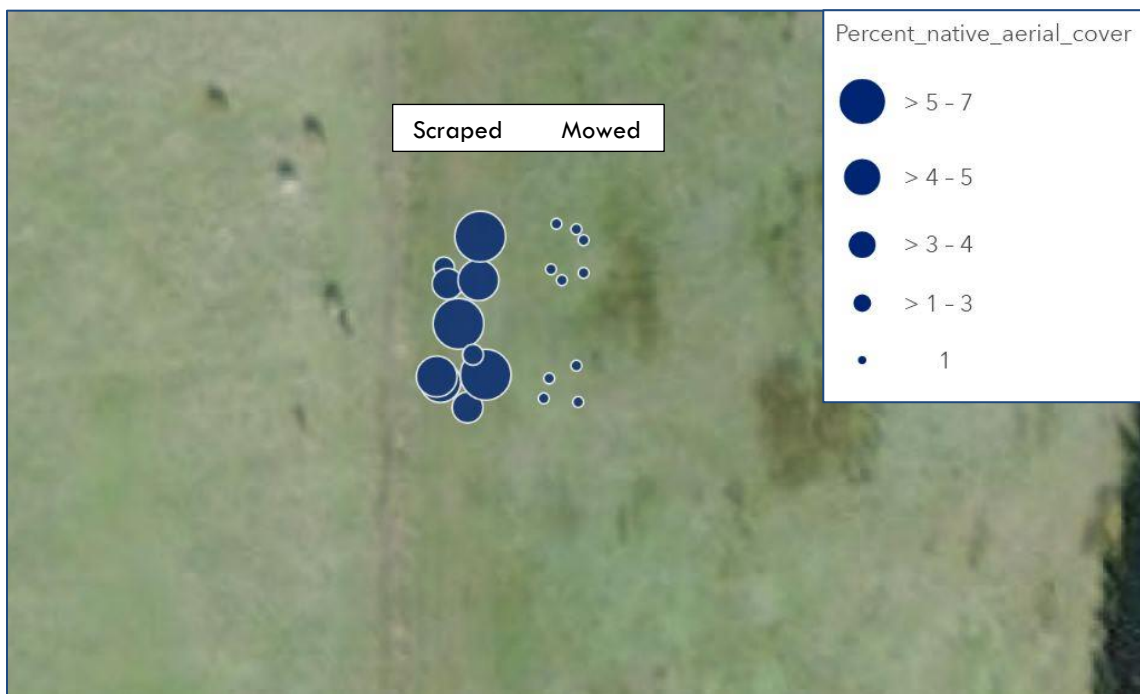 Percent_native_aerial_cover
> 5 - 7
Scraped Mowed
> 4 - 5
> 3 - 4
> 1 - 3
1